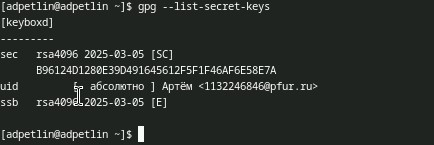 [adpetlin@adpetlin ~]$ gpg --list-secret-keys
[keyboxd]
---------
sec   rsa4096 2025-03-05 [SC]
      B96124D1280E39D491645612F5F1F46AF6E58E7A
uid           [ абсолютно ] Артём <1132246846@pfur.ru>
ssb   rsa4096 2025-03-05 [E]
[adpetlin@adpetlin ~]$